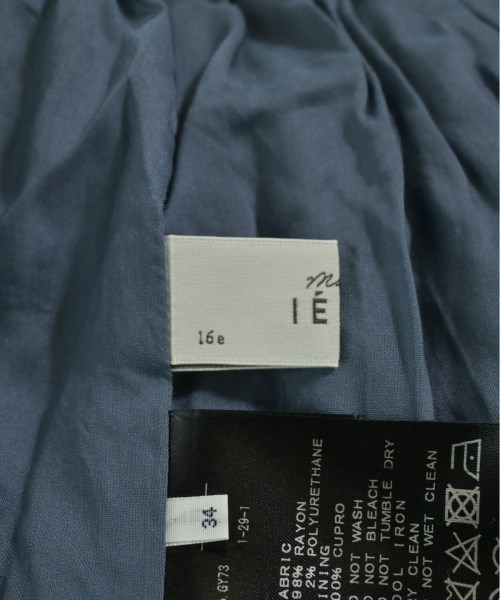 I É
16e
34
1-29-1
.GY73
ABRIC
98% RAYON
2% POLYURETHANE
INING
00% CUPRO
O NOT WASH
O NOT BLEACH
O NOT TUMBLE DRY
OOL IRON
RY CLEAN
O NOT WET CLEAN